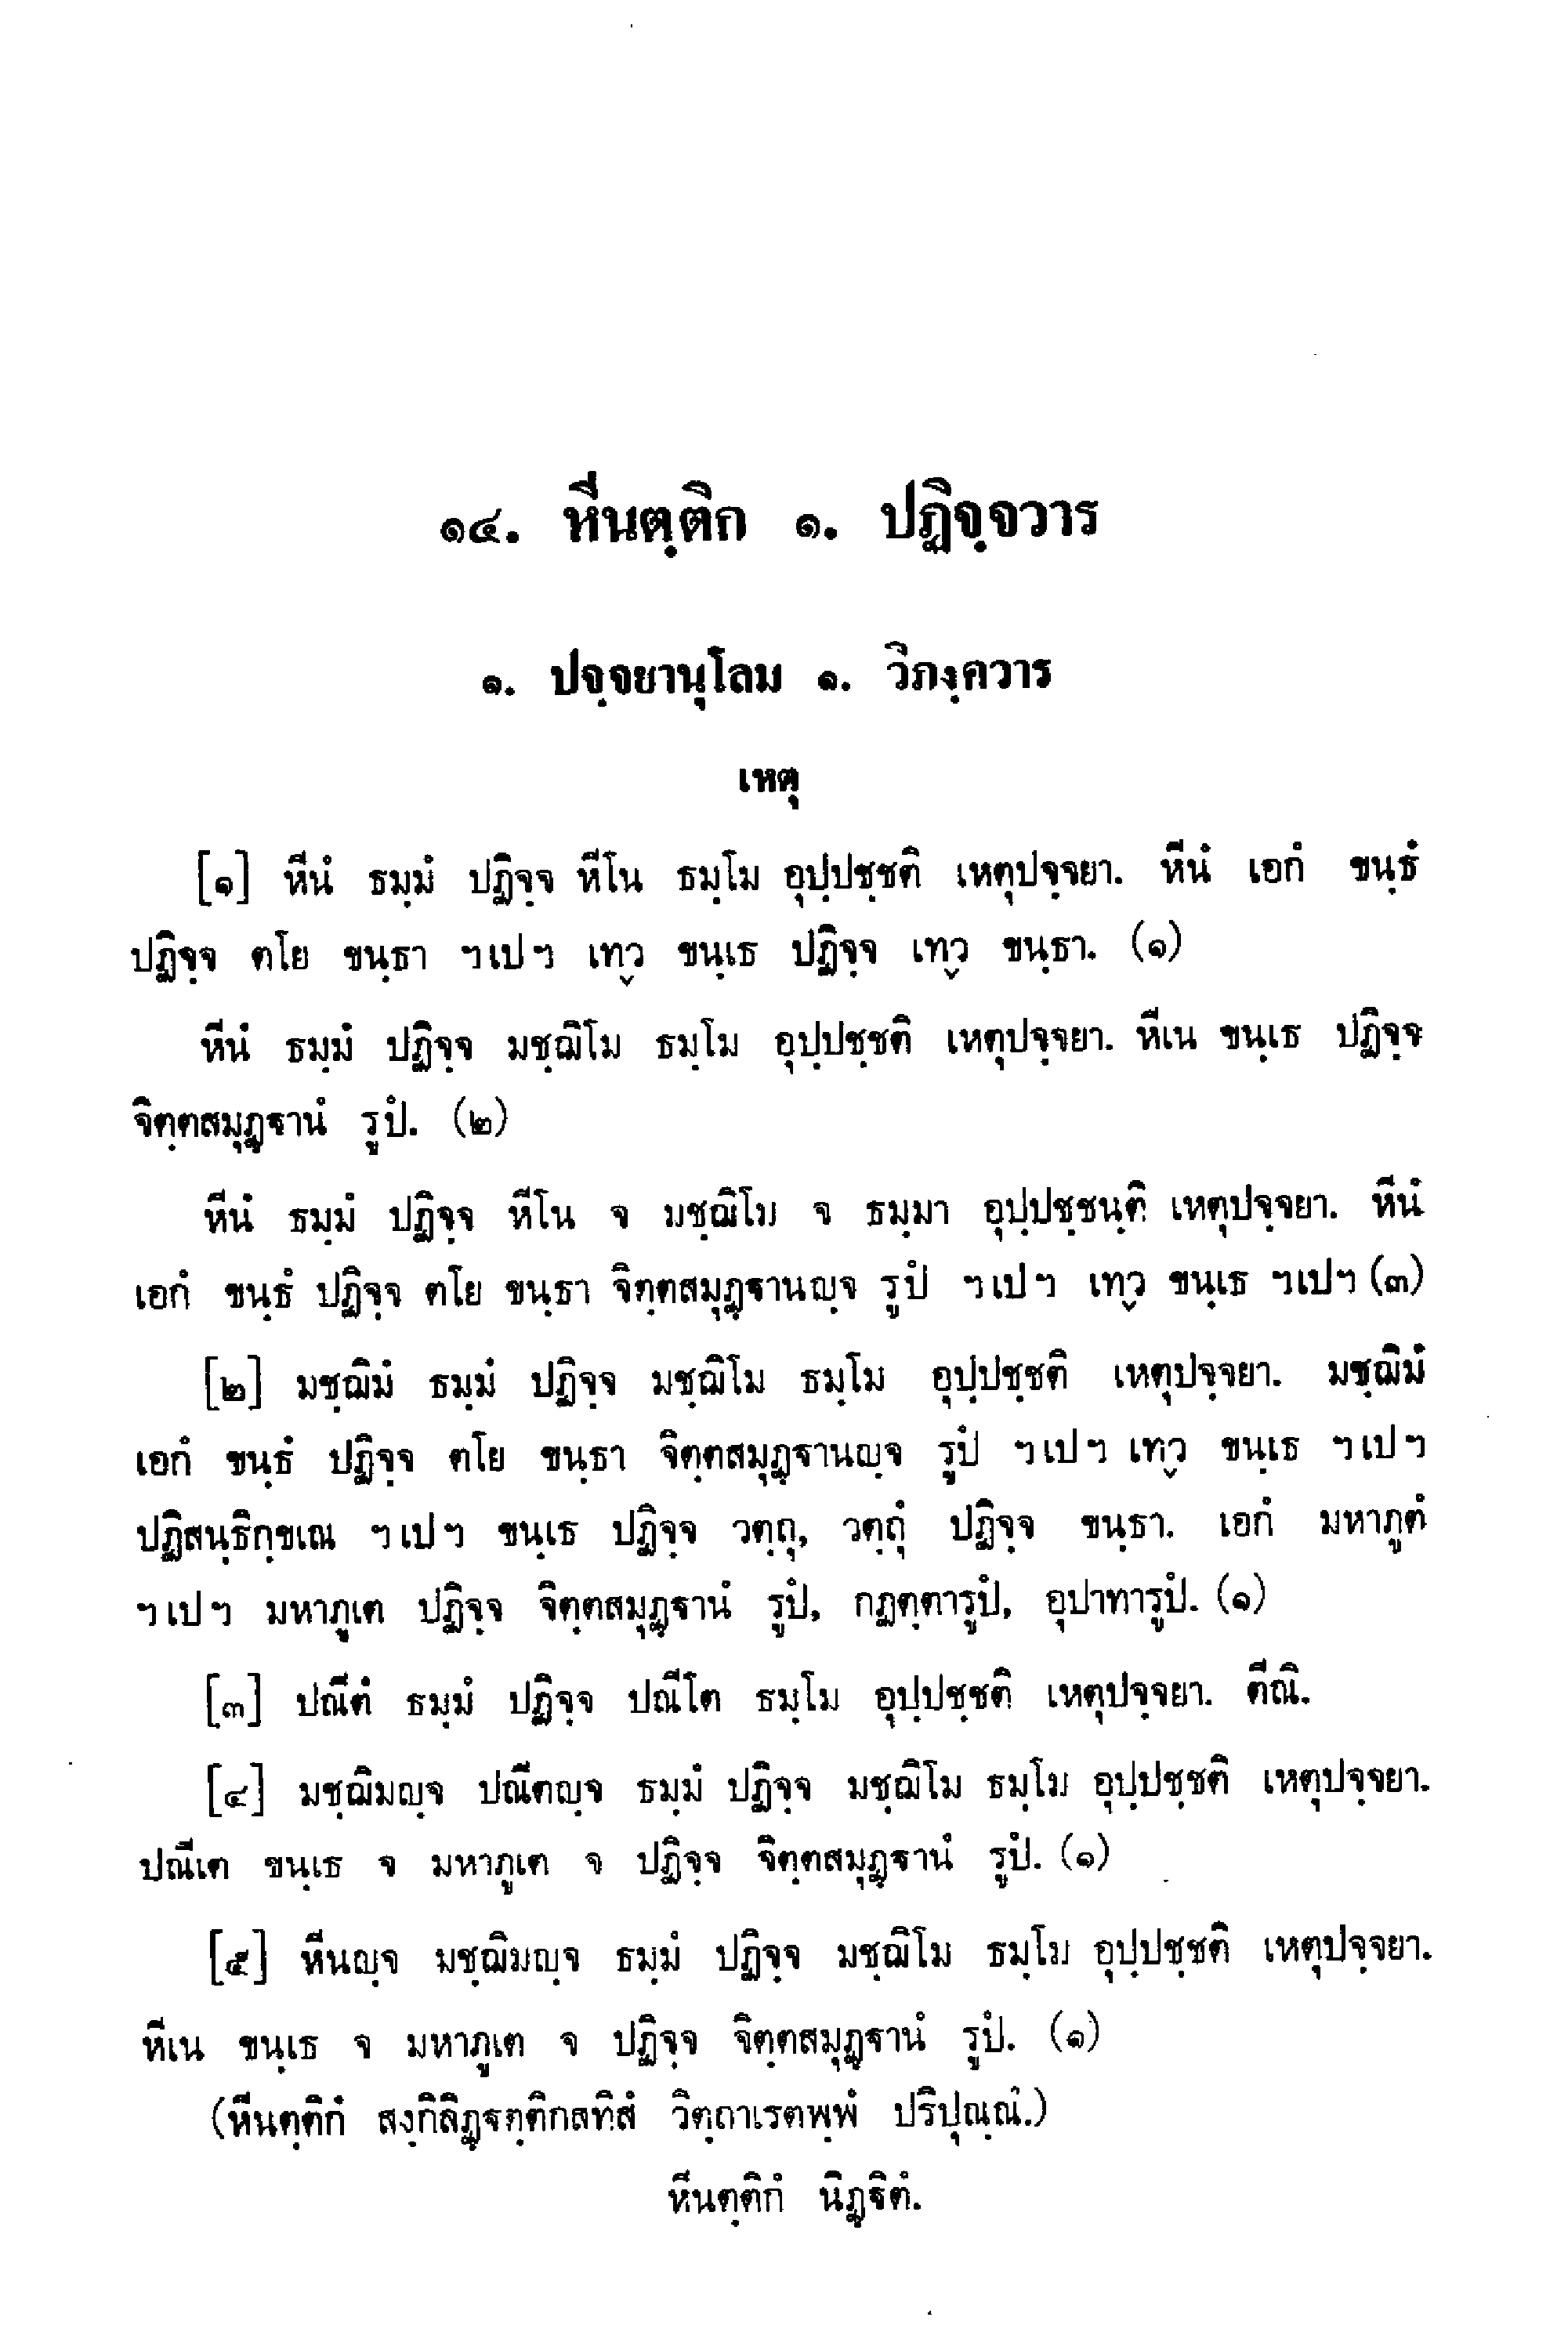 ๑๔. หีนตฺติก ๑. ปฏิจฺจวาร
๑. ปจฺจยานุโลม ๑. วิภงฺควาร
เหตุ
[๑] หีนํ ธมฺมํ ปฏิจฺจ หีโน ธมฺโม อุปฺปชฺชติ เหตุปจฺจยา. หีนํ เอกํ ขนฺธํ
ปฏิจฺจ ตโย ขนฺธา ฯเปฯ เทฺว ขนฺเธ ปฏิจฺจ เทฺว ขนฺธา. (๑)
หีนํ ธมฺมํ ปฏิจฺจ มชฺฌิโม ธมฺโม อุปฺปชฺชติ เหตุปจฺจยา. หีเน ขนฺเธ ปฏิจฺจ
จิตฺตสมุฏฺฐานํ รูปํ. (๒)
หีนํ ธมฺมํ ปฏิจฺจ หีโน จ มชฺฌิโม จ ธมฺมา อุปฺปชฺชนฺติ เหตุปจฺจยา. หีนํ
เอกํ ขนฺธํ ปฏิจฺจ ตโย ขนฺธา จิตฺตสมุฏฺฐานญฺจ รูปํ ฯเปฯ เทฺว ขนฺเธ ฯเปฯ (๓)
[๒] มชฺฌิมํ ธมฺมํ ปฏิจฺจ มชฺฌิโม ธมฺโม อุปฺปชฺชติ เหตุปจฺจยา. มชฺฌิมํ
เอกํ ขนฺธํ ปฏิจฺจ ตโย ขนฺธา จิตฺตสมุฏฺฐานญฺจ รูปํ ฯเปฯ เทฺว ขนฺเธ ฯเปฯ
ปฏิสนฺธิกฺขเณ ฯเปฯ ขนฺเธ ปฏิจฺจ วตฺถุ, วตฺถุํ ปฏิจฺจ ขนฺธา. เอกํ มหาภูตํ
ฯเปฯ มหาภูเต ปฏิจฺจ จิตฺตสมุฏฺฐานํ รูปํ, กฏตฺตารูปํ, อุปาทารูปํ. (๑)
[๓] ปณีตํ ธมฺมํ ปฏิจฺจ ปณีโต ธมฺโม อุปฺปชฺชติ เหตุปจฺจยา. ตีณิ.
[๔] มชฺฌิมญฺจ ปณีตญฺจ ธมฺมํ ปฏิจฺจ มชฺฌิโม ธมฺโม อุปฺปชฺชติ เหตุปจฺจยา.
ปณีเต ขนฺเธ จ มหาภูเต จ ปฏิจฺจ จิตฺตสมุฏฺฐานํ รูปํ. (๑)
[๕] หีนญฺจ มชฺฌิมญฺจ ธมฺมํ ปฏิจฺจ มชฺฌิโม ธมฺโม อุปฺปชฺชติ เหตุปจฺจยา.
หีเน ขนฺเธ จ มหาภูเต จ ปฏิจฺจ จิตฺตสมุฏฺฐานํ รูปํ. (๑)
(หีนตฺติกํ สงฺกิลิฏฺฐตฺติกสทิสํ วิตฺถาเรตพฺพํ ปริปุณฺณํ.)
หีนตฺติกํ นิฏฺฐิตํ.